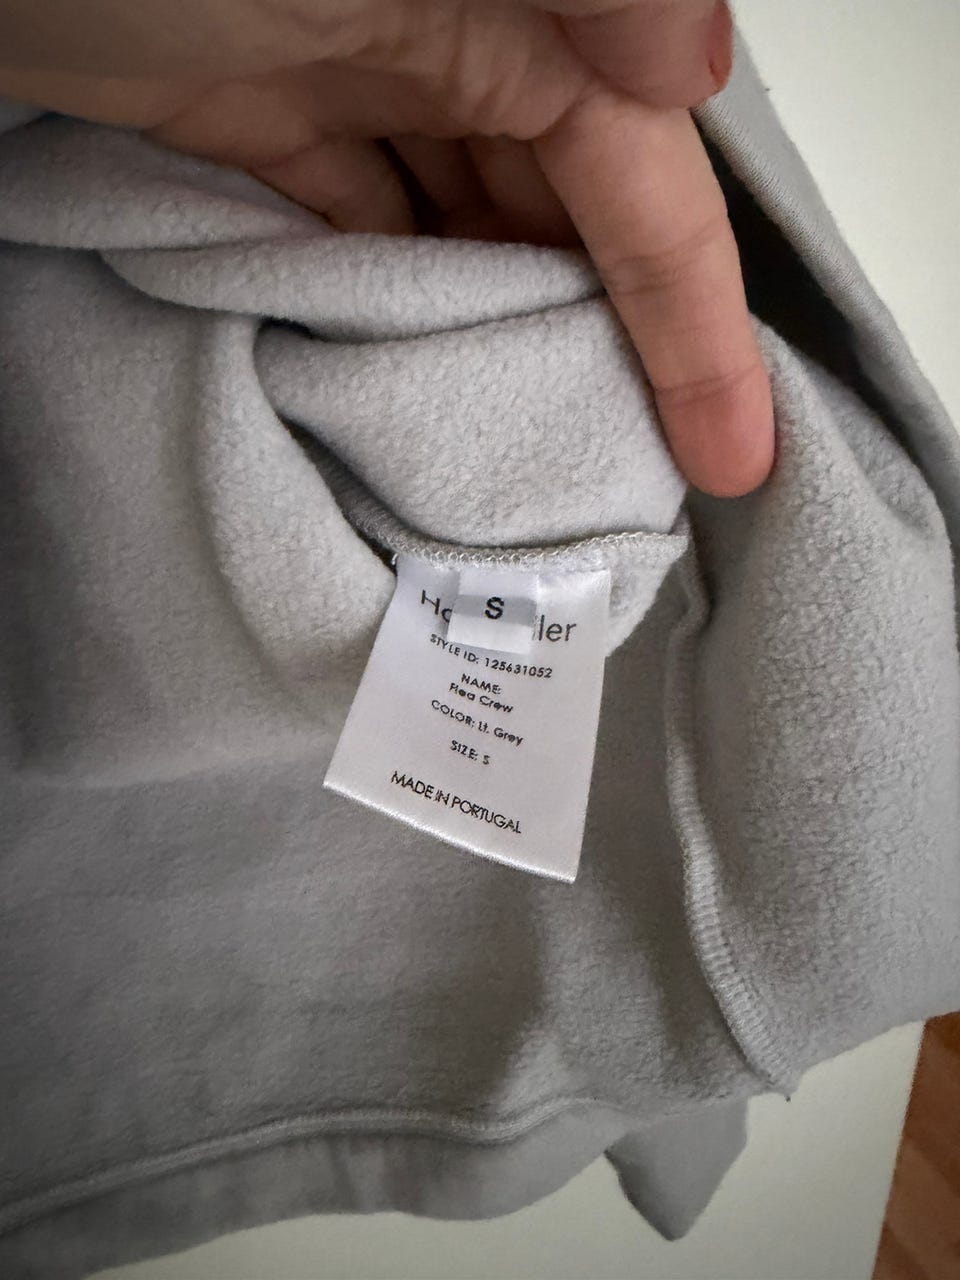 S
STYLE ID: 125631052
NAME:
Flea Crew
COLOR: Lt. Grey
SIZE: S
MADE IN PORTUGAL